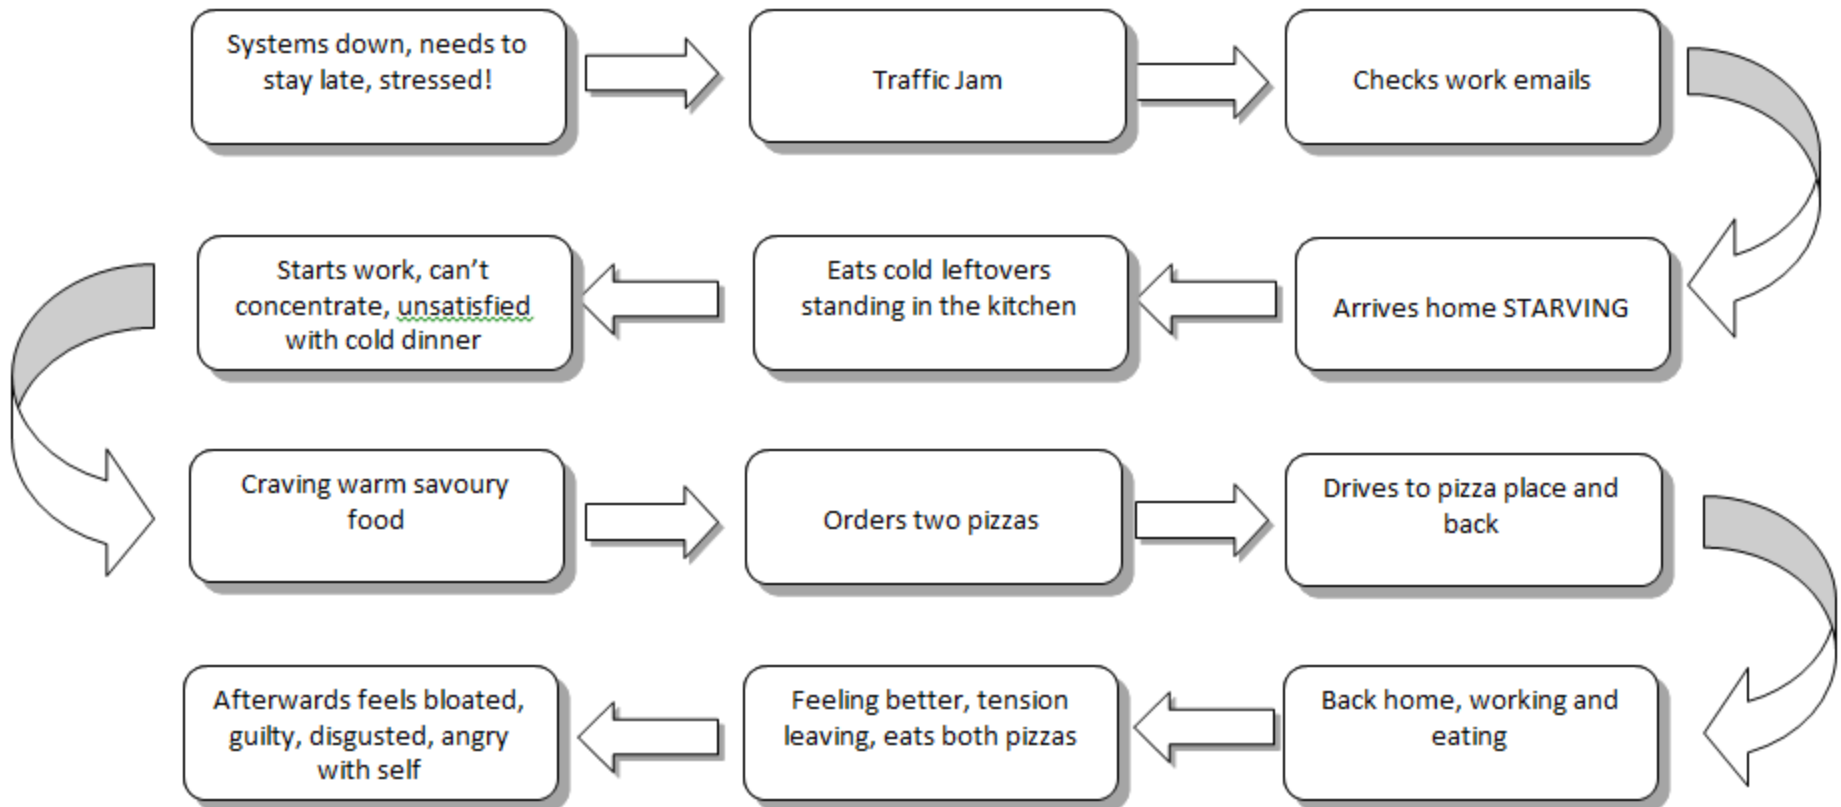 Systems down, needs to
stay late, stressed!
Traffic Jam
Checks work emails
Arrives home STARVING
Eats cold leftovers
standing in the kitchen
Starts work, can’t
concentrate, unsatisfied
with cold dinner
Craving warm savoury
food
Orders two pizzas
Drives to pizza place and
back
Back home, working and
eating
Feeling better, tension
leaving, eats both pizzas
Afterwards feels bloated,
guilty, disgusted, angry
with self